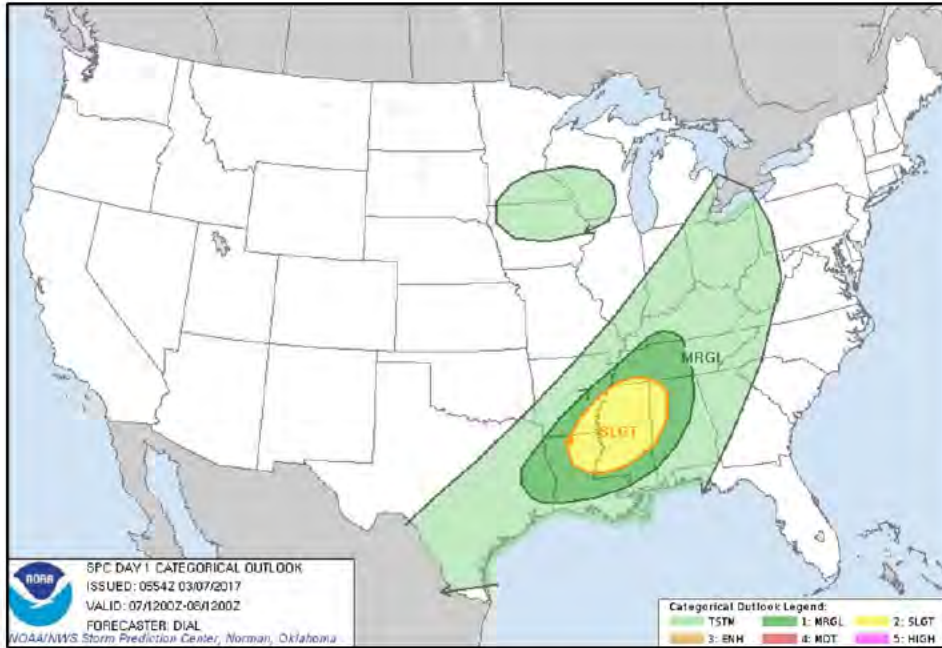 MRGL
SLGT
NOAA
SPC DAY 1 CATEGORICAL OUTLOOK
ISSUED: 0554Z 03/07/2017
VALID: 07/1200Z-08/1200Z
FORECASTER: DIAL
NOAA/NWS Storm Prediction Center, Norman, Oklahoma
Categorical Outlook Legend:
TSTM 1: MRGL 2: SLGT
3: ENH 4: MDT 5: HIGH